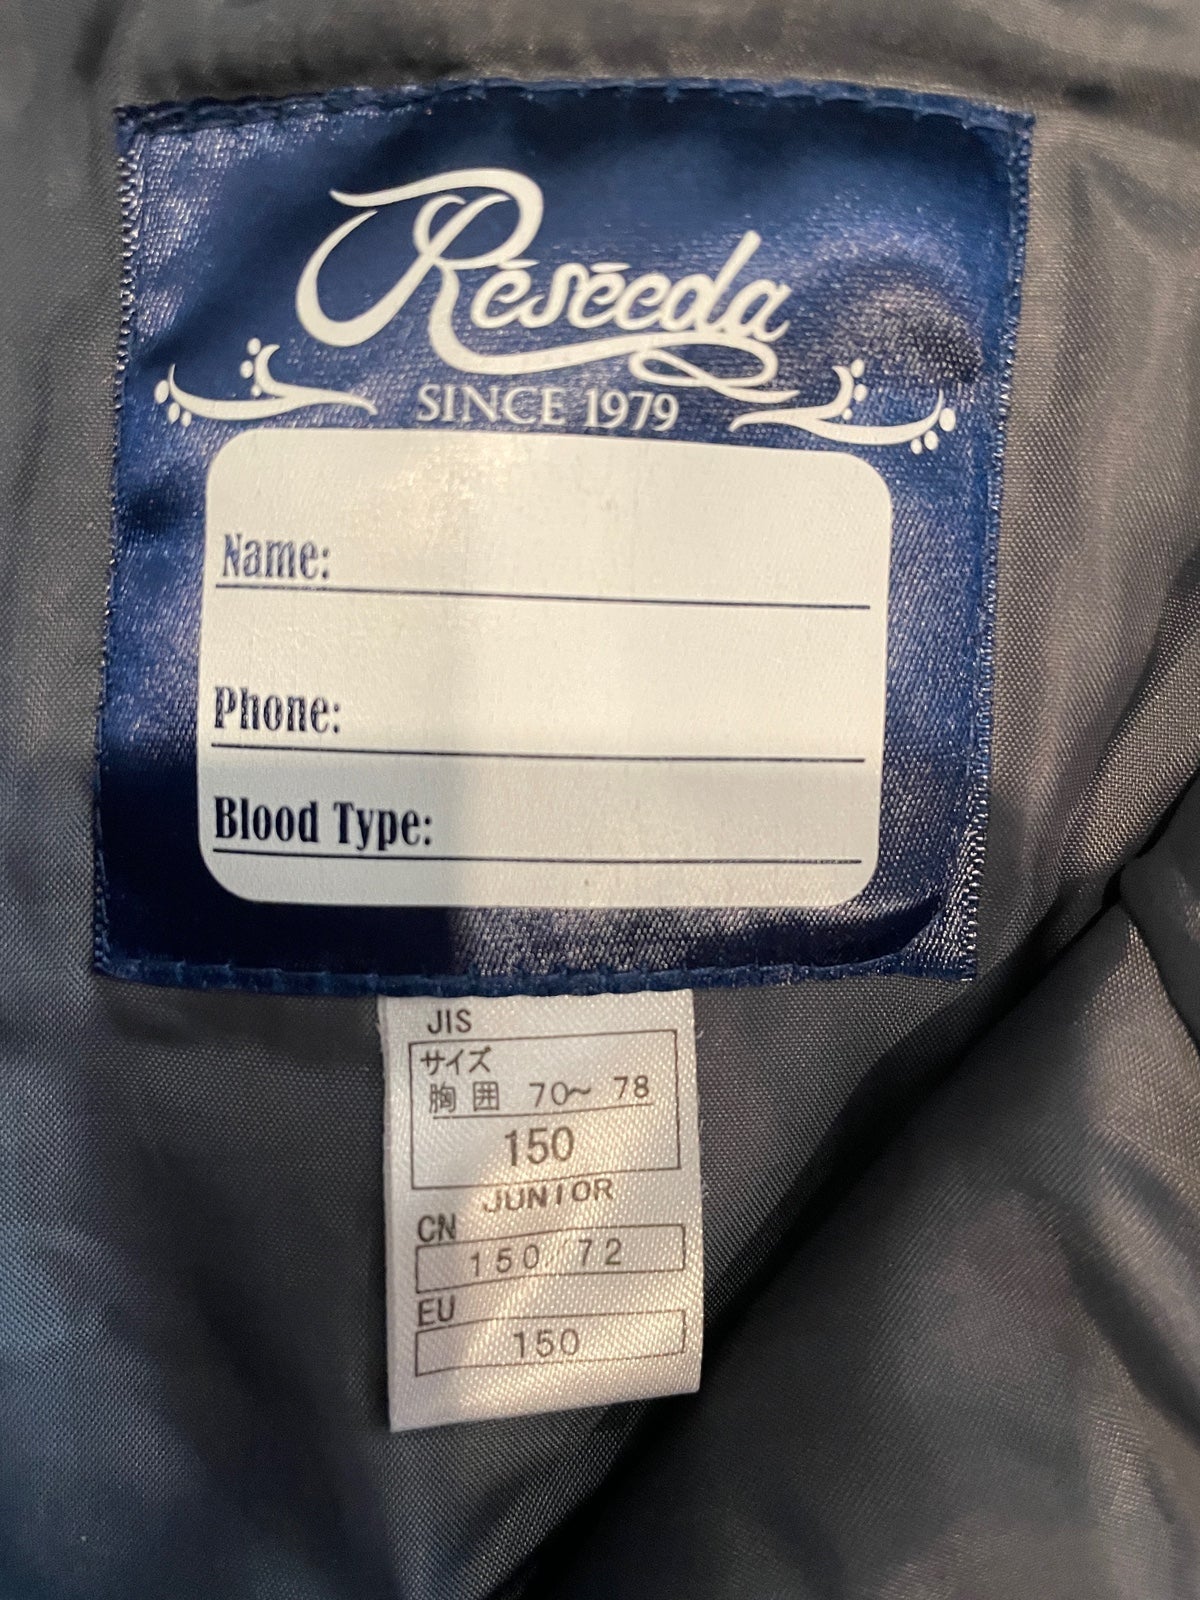 Rēsēeda
SINCE 1979
Name:
Phone:
Blood Type:
JIS
サイズ
胸囲 70~ 78
150
JUNIOR
CN
150/72
EU
150